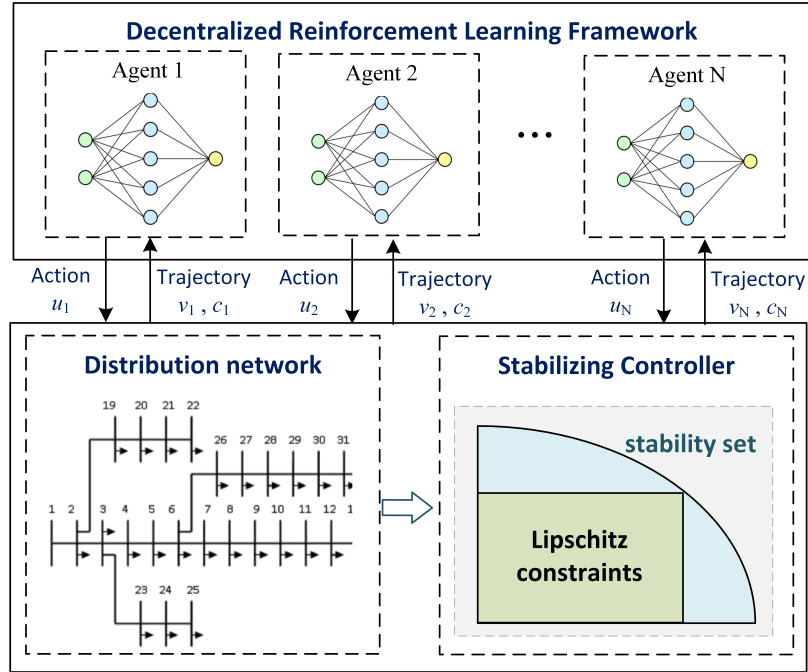 Decentralized Reinforcement Learning Framework
Agent 1
Agent 2
Agent N
...
Action
u1
Trajectory
v1 , c1
Action
u2
Trajectory
v2 , c2
Action
uN
Trajectory
vN , cN
Distribution network
19 20 21 22
26 27 28 29 30 31
1 2 3 4 5 6 7 8 9 10 11 12 1
23 24 25
Stabilizing Controller
stability set
Lipschitz
constraints